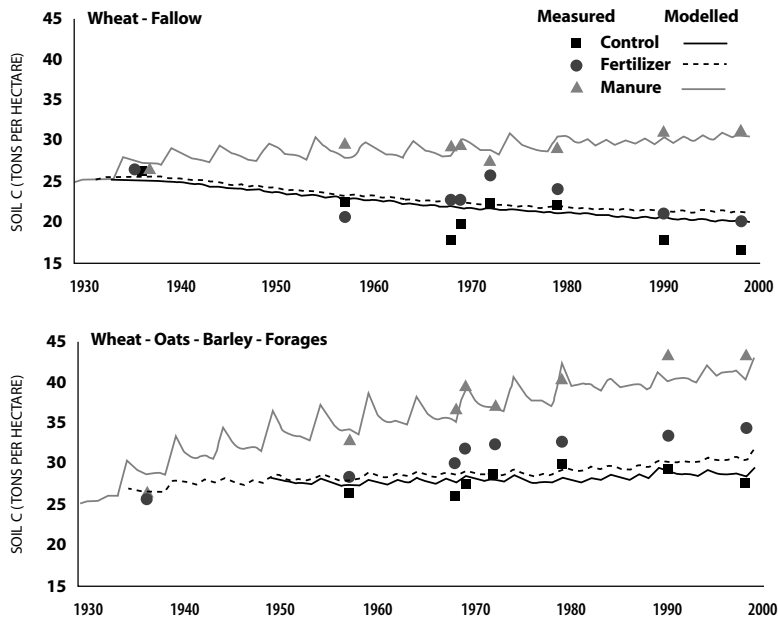 Wheat - Fallow
Measured Modelled
Control
Fertilizer
Manure
SOIL C (TONS PER HECTARE)
45
40
35
30
25
20
15
1930 1940 1950 1960 1970 1980 1990 2000
Wheat - Oats - Barley - Forages
SOIL C (TONS PER HECTARE)
45
40
35
30
25
20
15
1930 1940 1950 1960 1970 1980 1990 2000